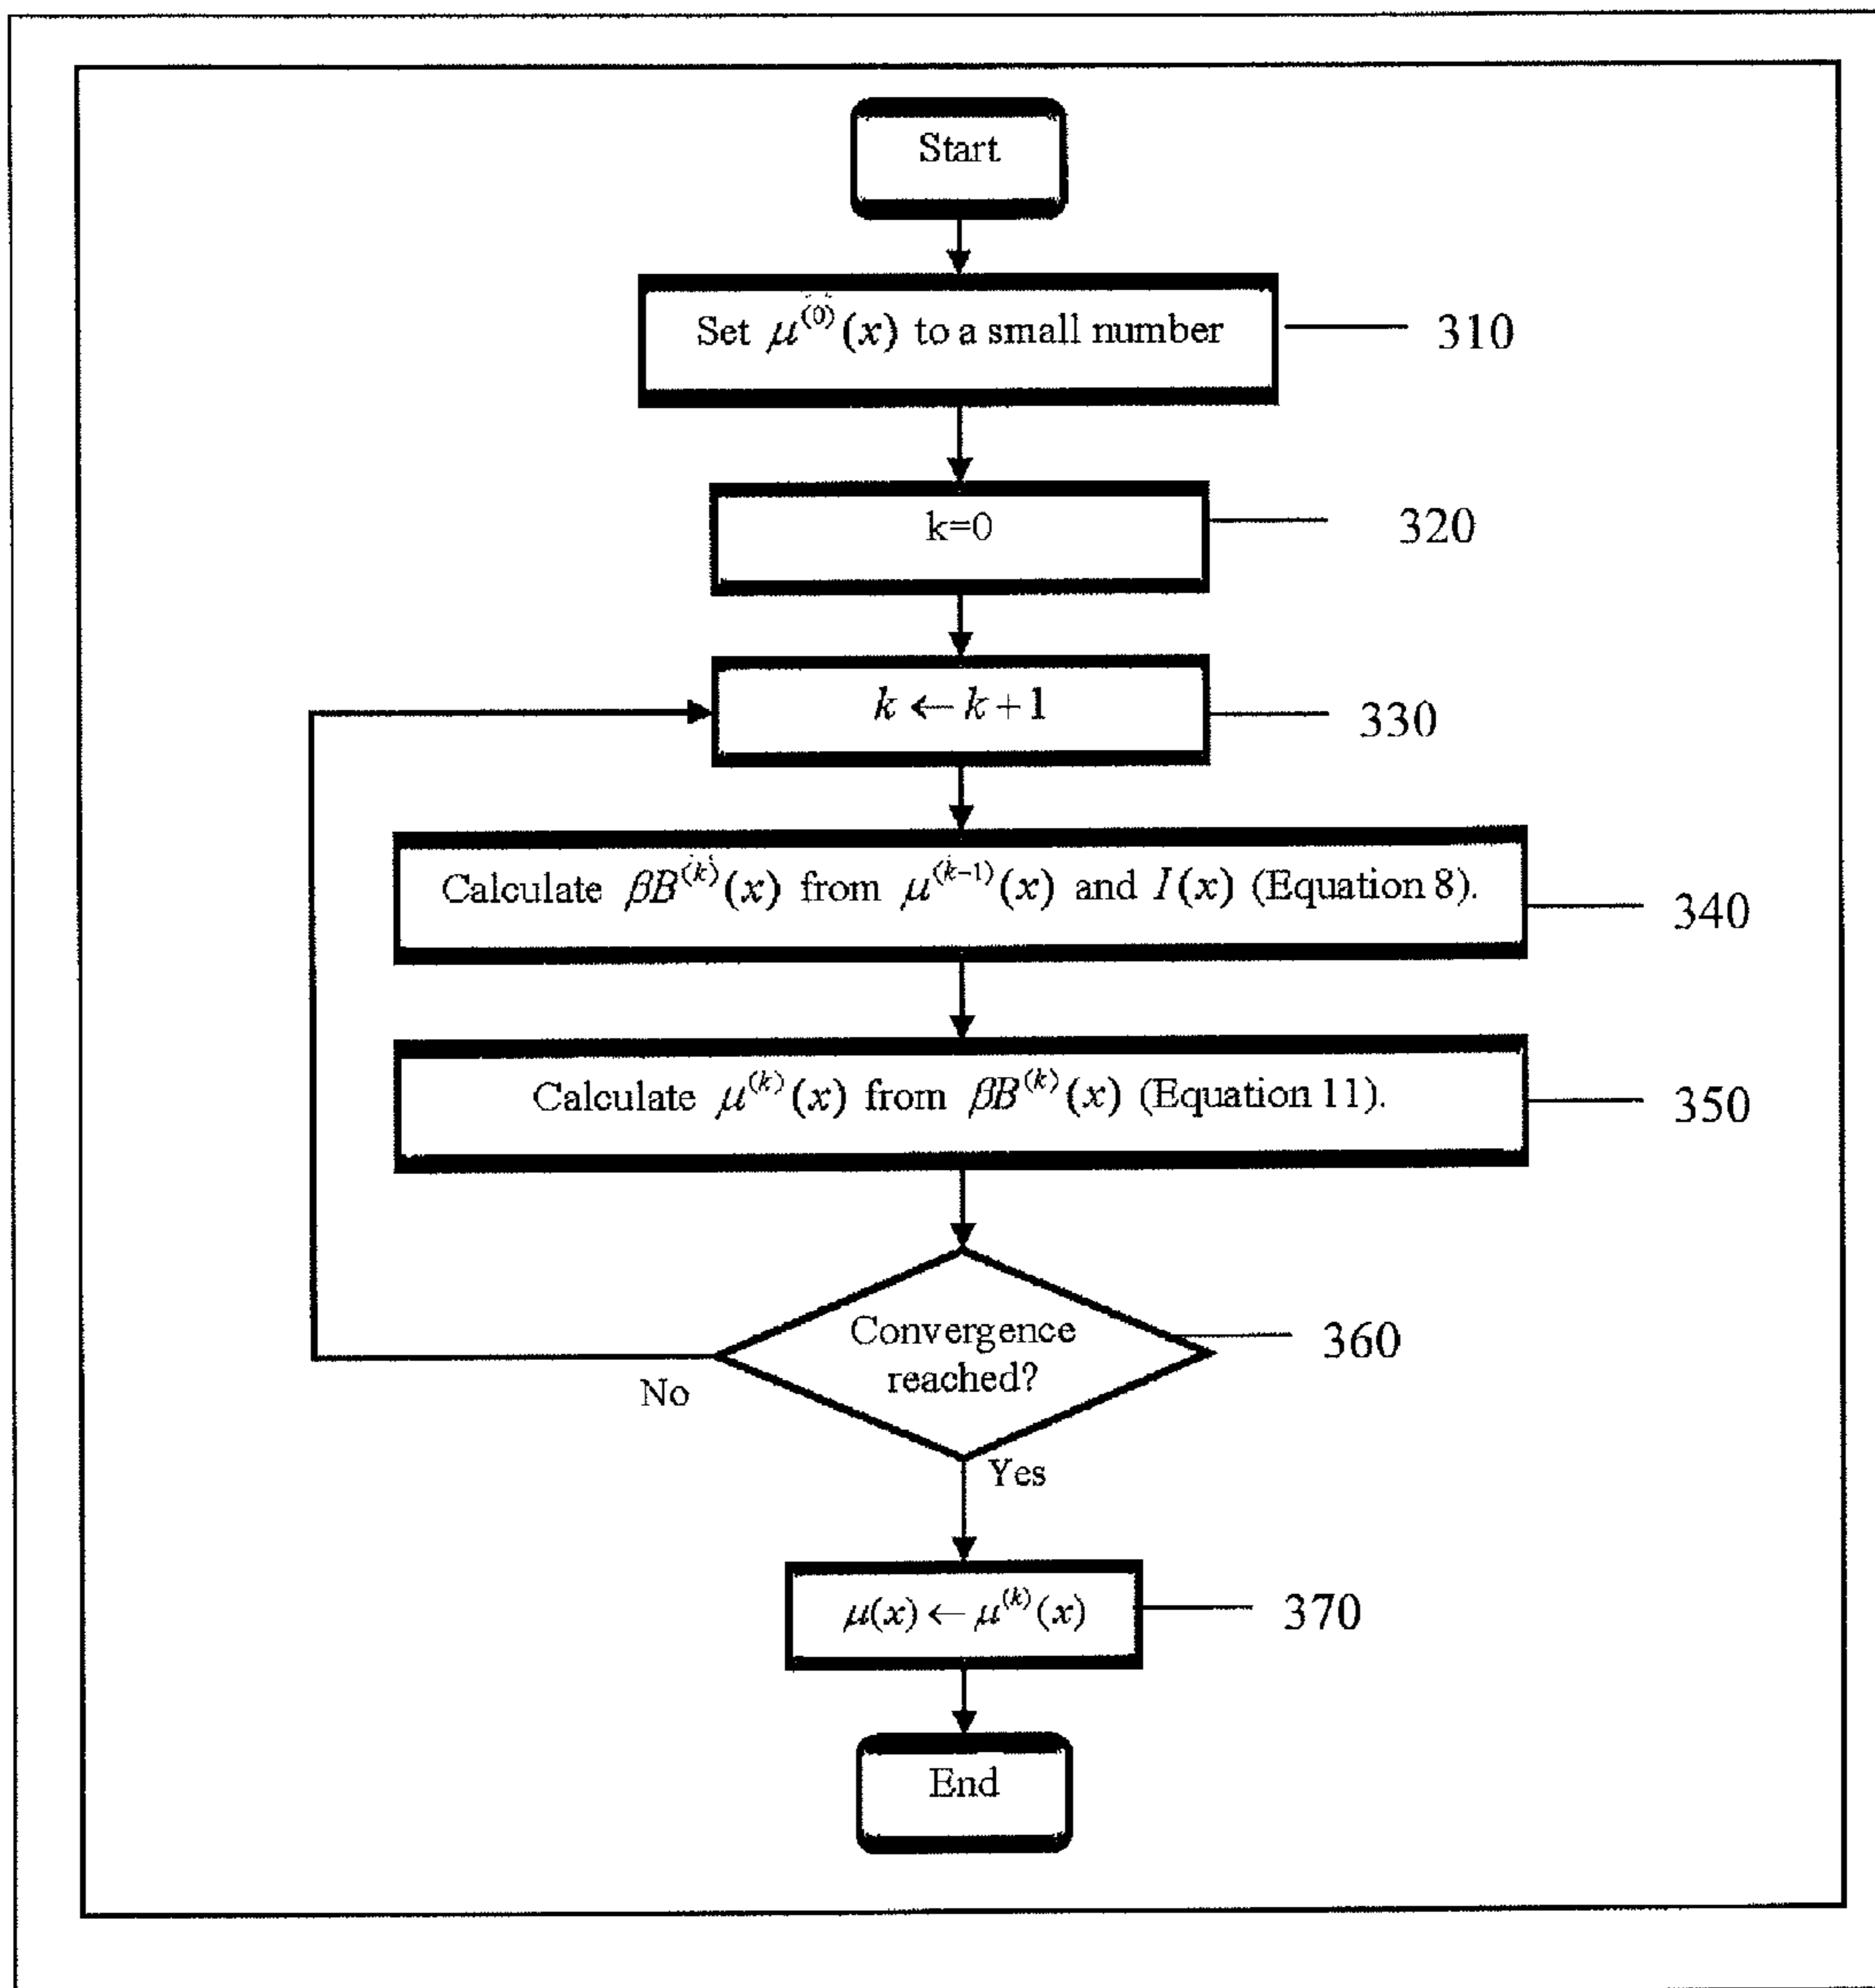 Start
Set μ⁽⁰⁾(x) to a small number
310
k=0
320
k ← k + 1
330
Calculate βB⁽ᵏ⁾(x) from μ⁽ᵏ⁻¹⁾(x) and I(x) (Equation 8).
340
Calculate μ⁽ᵏ⁾(x) from βB⁽ᵏ⁾(x) (Equation 11).
350
Convergence
reached?
360
No
Yes
μ(x) ← μ⁽ᵏ⁾(x)
370
End